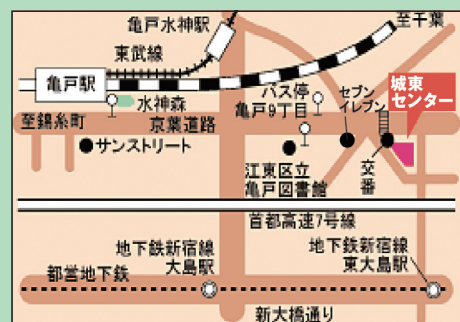 亀戸水神駅
至千葉
東武線
亀戸駅
水神森
バス停
亀戸9丁目
セブン
イレブン
城東
センター
至錦糸町
京葉道路
サンストリート
江東区立
亀戸図書館
交
番
首都高速7号線
地下鉄新宿線
大島駅
地下鉄新宿線
東大島駅
都営地下鉄
新大橋通り